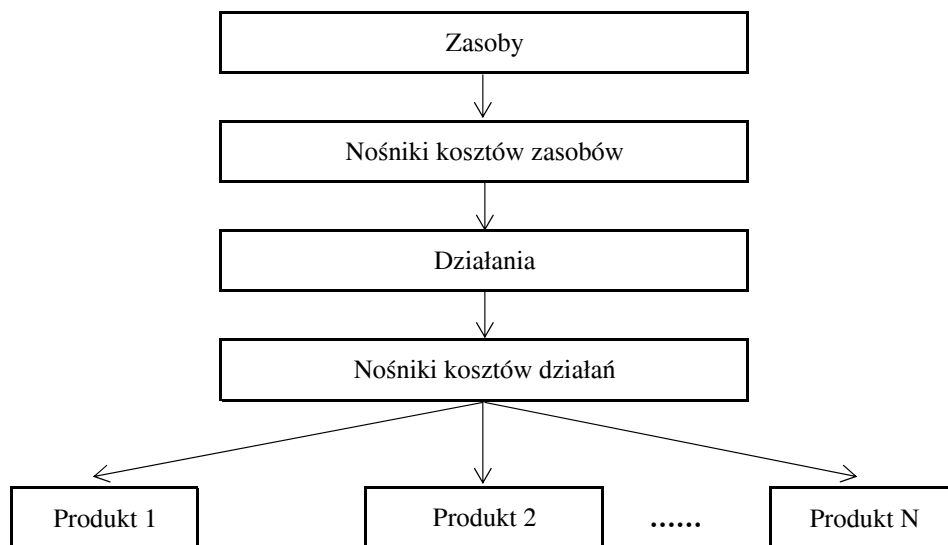 Zasoby
Nośniki kosztów zasobów
Działania
Nośniki kosztów działań
Produkt 1
Produkt 2
......
Produkt N